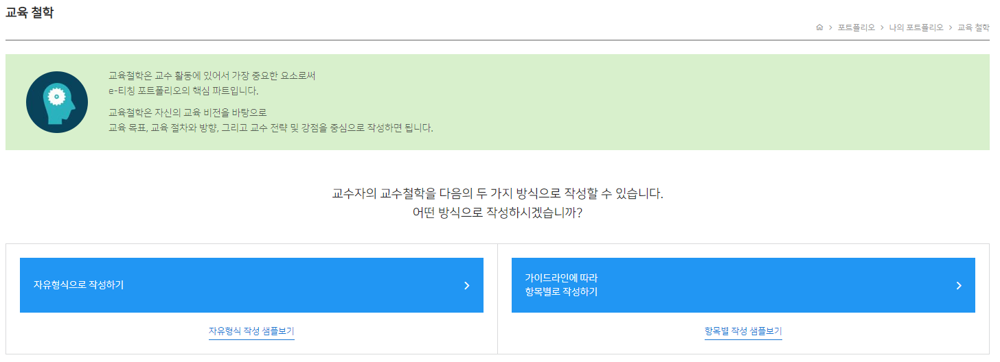 교육 철학
포트폴리오 > 나의 포트폴리오 > 교육 철학
교육철학은 교수 활동에 있어서 가장 중요한 요소로써
e-티칭 포트폴리오의 핵심 파트입니다.
교육철학은 자신의 교육 비전을 바탕으로
교육 목표, 교육 절차와 방향, 그리고 교수 전략 및 강점을 중심으로 작성하면 됩니다.
교수자의 교수철학을 다음의 두 가지 방식으로 작성할 수 있습니다.
어떤 방식으로 작성하시겠습니까?
자유형식으로 작성하기
자유형식 작성 샘플보기
가이드라인에 따라
항목별로 작성하기
항목별 작성 샘플보기